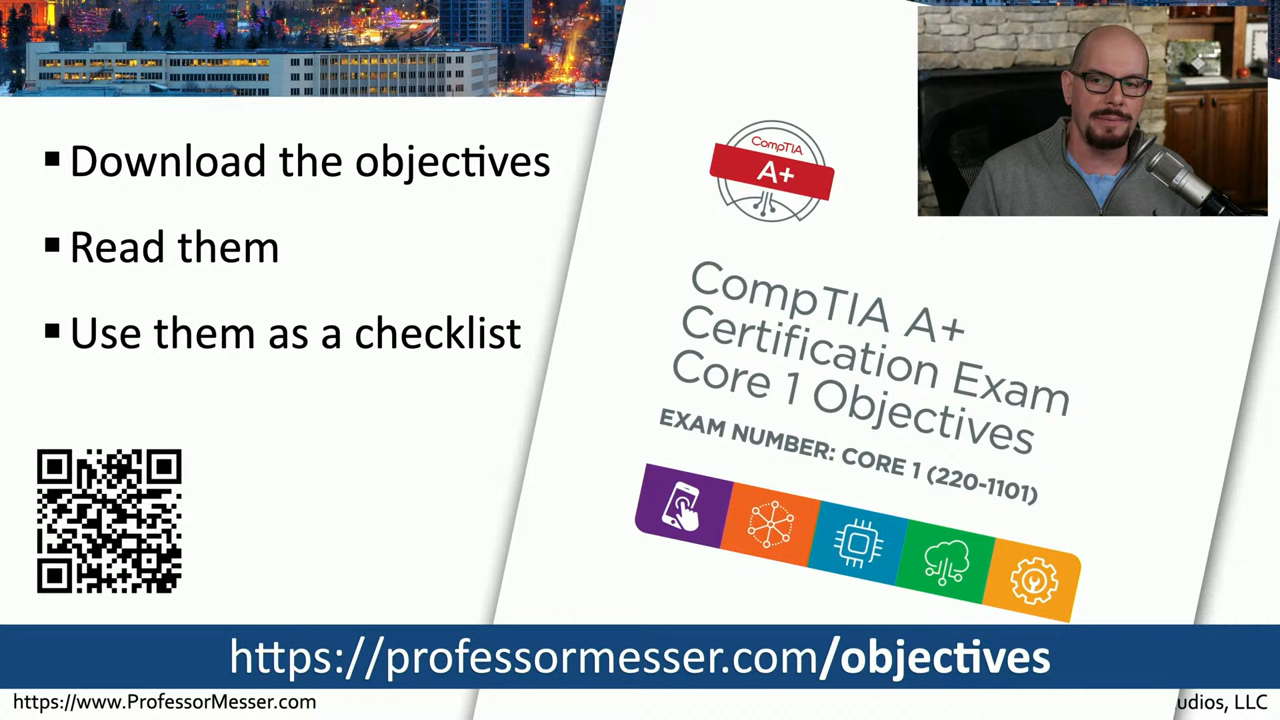 Download the objectives
Read them
Use them as a checklist
CompTIA
A+
CompTIA A+
Certification Exam
Core 1 Objectives
EXAM NUMBER: CORE 1 (220-1101)
https://professormesser.com/objectives
https://www.ProfessorMesser.com
udios, LLC